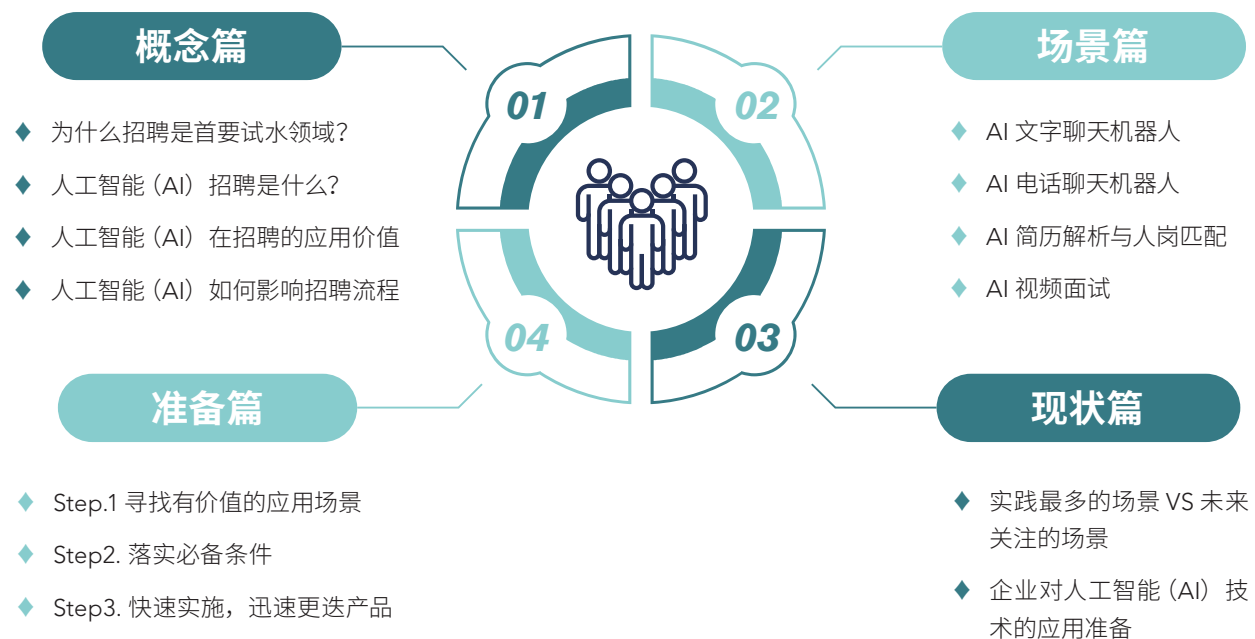 概念篇
01
为什么招聘是首要试水领域?
人工智能（AI）招聘是什么?
人工智能（AI）在招聘的应用价值
人工智能（AI）如何影响招聘流程
场景篇
02
AI 文字聊天机器人
AI 电话聊天机器人
AI 简历解析与人岗匹配
AI 视频面试
现状篇
03
实践最多的场景 VS 未来
关注的场景
企业对人工智能（AI）技
术的应用准备
准备篇
04
Step.1 寻找有价值的应用场景
Step2. 落实必备条件
Step3. 快速实施，迅速更迭产品